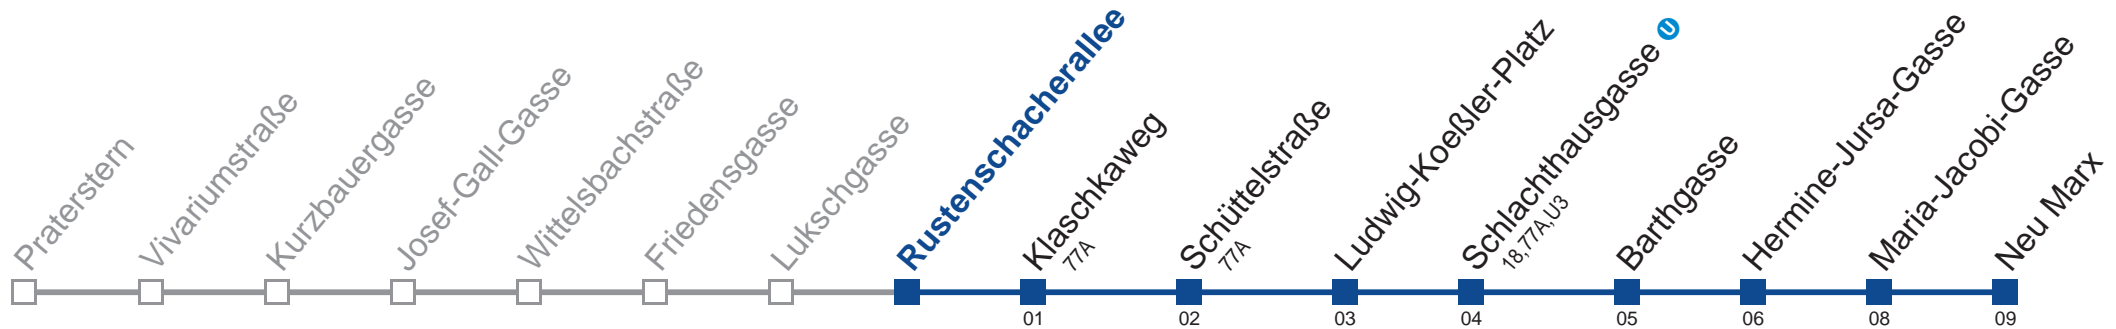 Praterstern
Vivariumstraße
Kurzbauergasse
Josef-Gall-Gasse
Wittelsbachstraße
Friedensgasse
Lukschgasse
Rustenschacherallee
Klaschkaweg
77A
Schüttelstraße
77A
Ludwig-Koeßler-Platz
Schlachthausgasse U
18,77A,U3
Barthgasse
Hermine-Jursa-Gasse
Maria-Jacobi-Gasse
Neu Marx
01 02 03 04 05 06 08 09